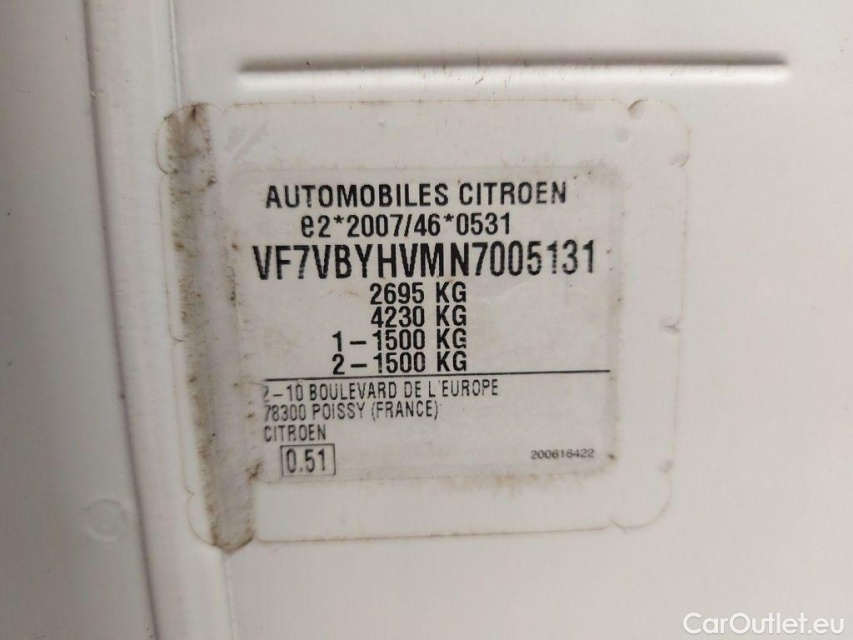 AUTOMOBILES CITROEN
e2*2007/46*0531
VF7VBYHVMN7005131
2695 KG
4230 KG
1-1500 KG
2-1500 KG
2-10 BOULEVARD DE L'EUROPE
78300 POISSY (FRANCE)
CITROEN
0.51
200618422
CarOutlet.eu